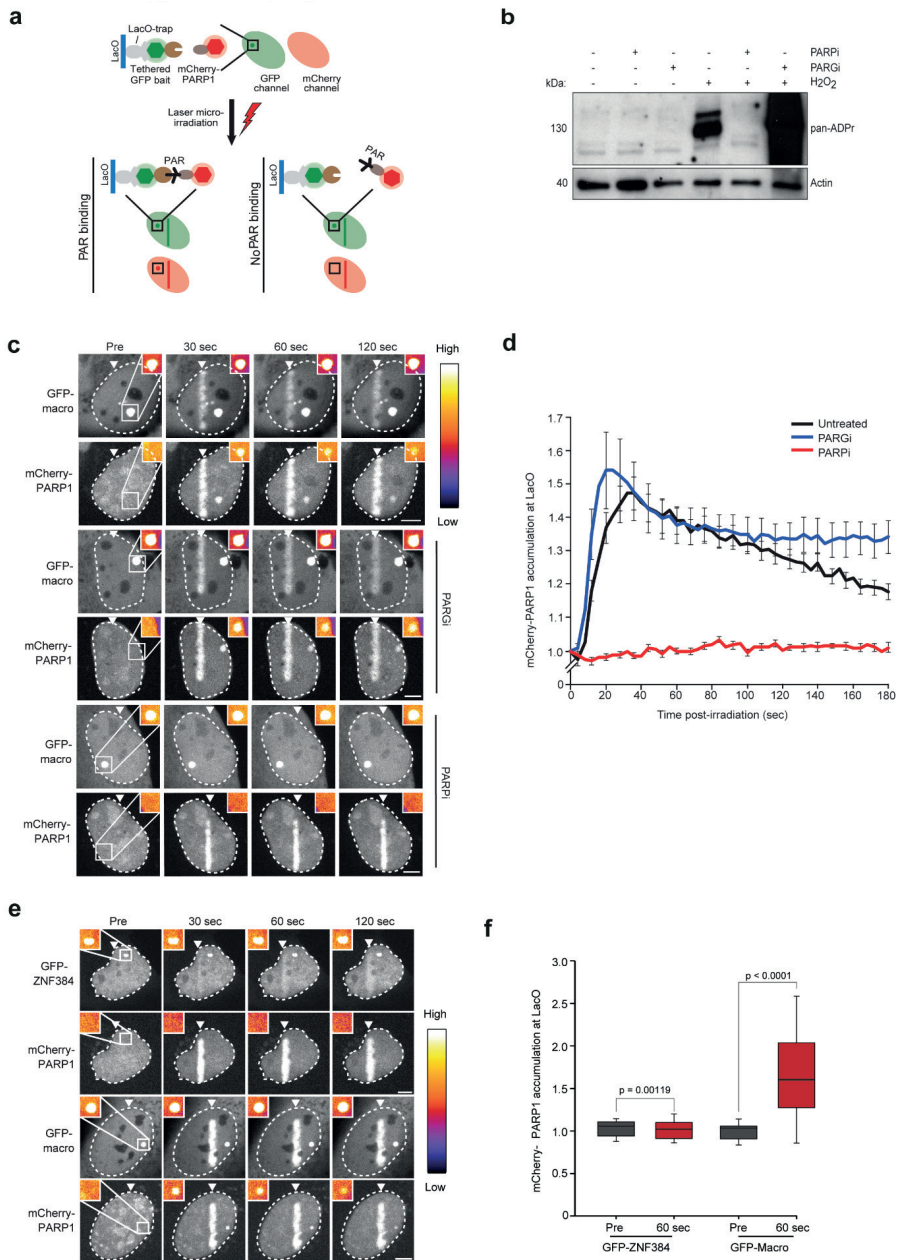 a
LacO
LacO-trap
Tethered GFP bait
mCherry-PARP1
GFP channel
mCherry channel
Laser micro-irradiation
PAR binding
LacO
PAR
No PAR binding
LacO
PAR
b
- + - - + - PARPi
- - + - - + PARGi
- - - + + + H2O2
kDa:
130 pan-ADPr
40 Actin
c
Pre 30 sec 60 sec 120 sec
GFP-macro
mCherry-PARP1
GFP-macro
mCherry-PARP1
PARGi
GFP-macro
mCherry-PARP1
PARPi
High
Low
d
mCherry-PARP1 accumulation at LacO
1.7
1.6
1.5
1.4
1.3
1.2
1.1
1.0
0
Untreated
PARGi
PARPi
0 20 40 60 80 100 120 140 160 180
Time post-irradiation (sec)
e
Pre 30 sec 60 sec 120 sec
GFP-ZNF384
mCherry-PARP1
GFP-macro
mCherry-PARP1
High
Low
f
mCherry- PARP1 accumulation at LacO
3.0
2.5
2.0
1.5
1.0
0.5
0
p = 0.00119
p < 0.0001
Pre 60 sec Pre 60 sec
GFP-ZNF384 GFP-Macro